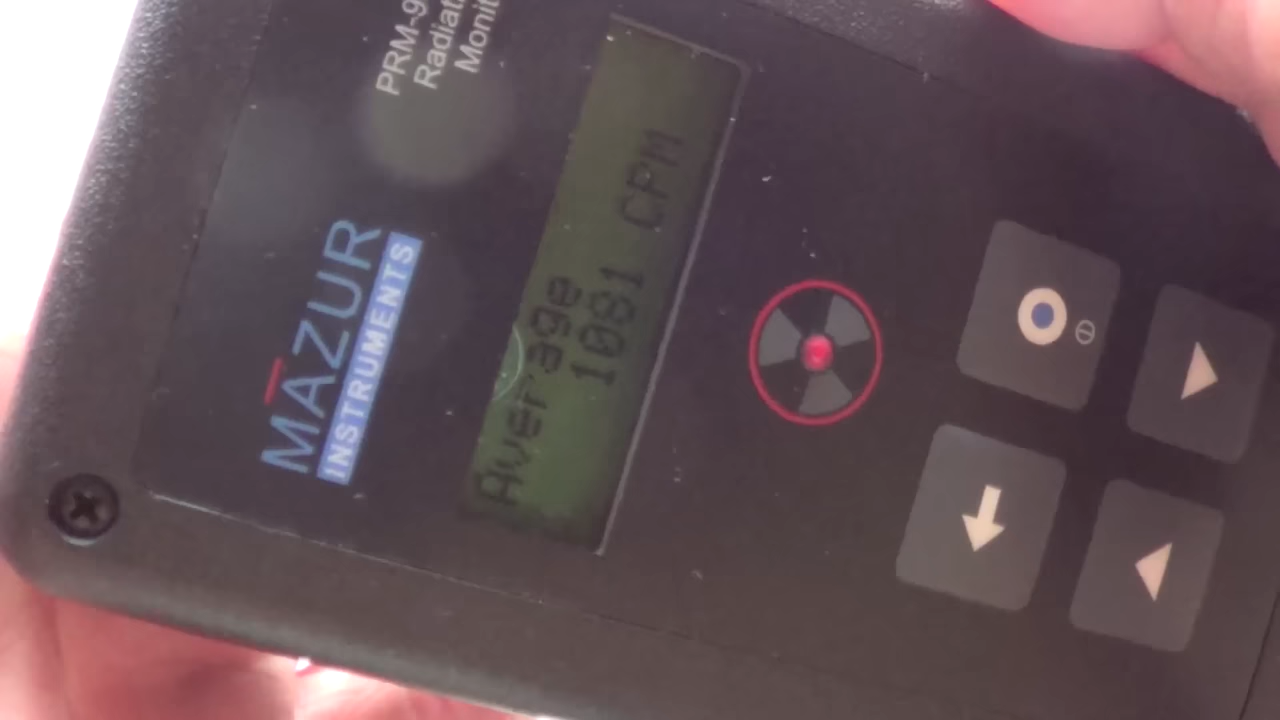 MAZUR
INSTRUMENTS
PRM-9
Radiat
Monit
Average
1081 CPM